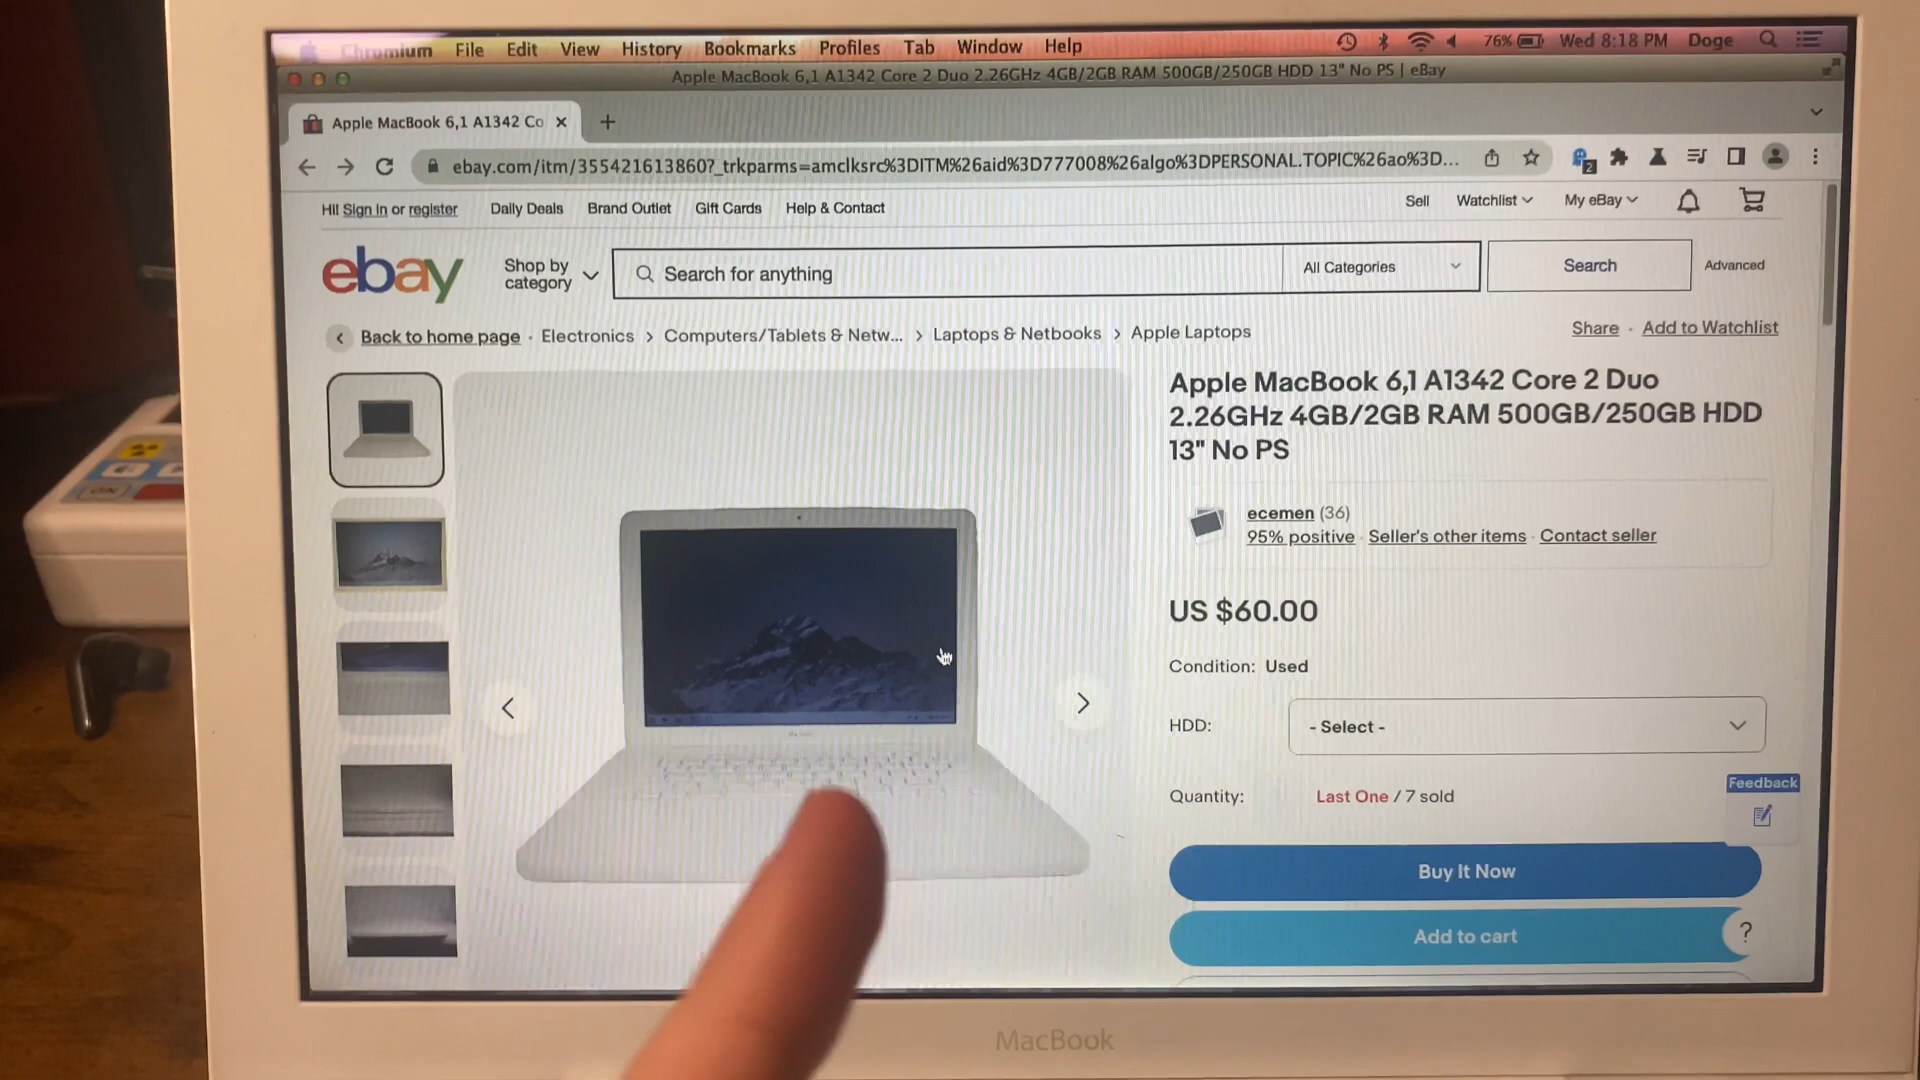 Chromium File Edit View History Bookmarks Profiles Tab Window Help 76% Wed 8:18 PM Doge
Apple MacBook 6,1 A1342 Core 2 Duo 2.26GHz 4GB/2GB RAM 500GB/250GB HDD 13" No PS | eBay
Apple MacBook 6,1 A1342 Co
ebay.com/itm/355421613860?_trkparms=amclksrc%3DITM%26aid%3D777008%26algo%3DPERSONAL.TOPIC%26ao%3D...
2
Hi! Sign in or register Daily Deals Brand Outlet Gift Cards Help & Contact Sell Watchlist My eBay
ebay
Shop by
category
Search for anything
All Categories
Search
Advanced
Back to home page · Electronics > Computers/Tablets & Netw... > Laptops & Netbooks > Apple Laptops
Share · Add to Watchlist
Apple MacBook 6,1 A1342 Core 2 Duo
2.26GHz 4GB/2GB RAM 500GB/250GB HDD
13" No PS
ecemen (36)
95% positive · Seller's other items · Contact seller
US $60.00
Condition: Used
HDD: - Select -
Quantity: Last One / 7 sold
Feedback
Buy It Now
Add to cart
?
MacBook
ON